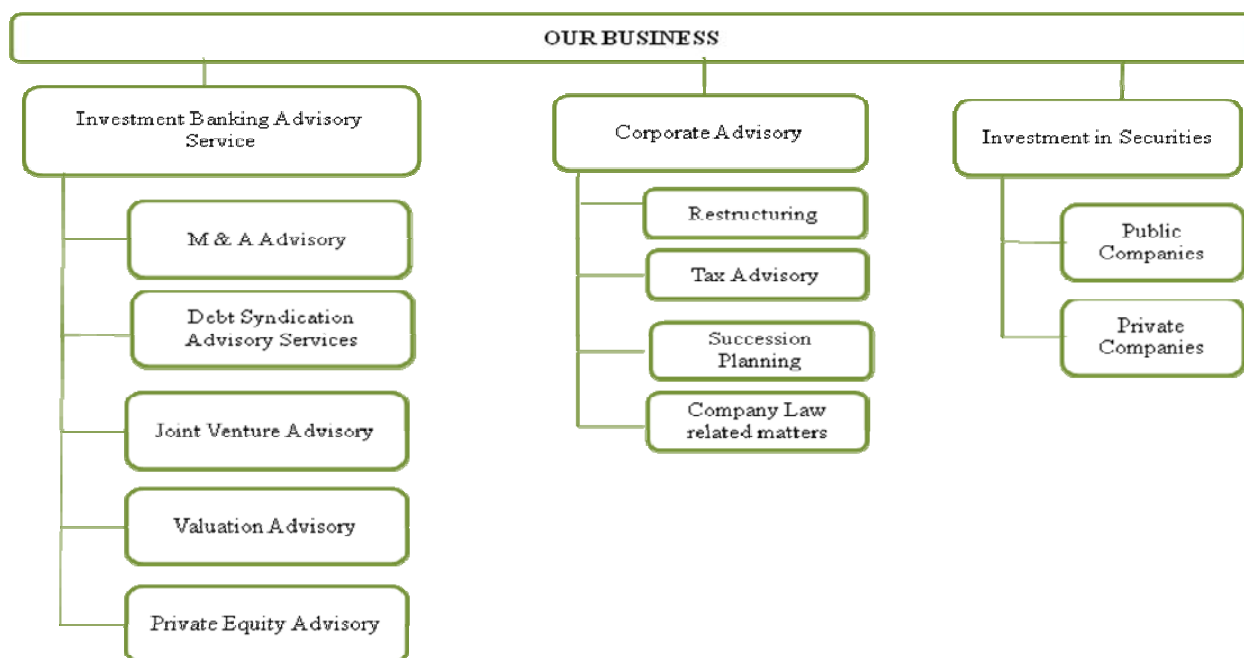 OUR BUSINESS
Investment Banking Advisory
Service
M & A Advisory
Debt Syndication
Advisory Services
Joint Venture Advisory
Valuation Advisory
Private Equity Advisory
Corporate Advisory
Restructuring
Tax Advisory
Succession
Planning
Company Law
related matters
Investment in Securities
Public
Companies
Private
Companies